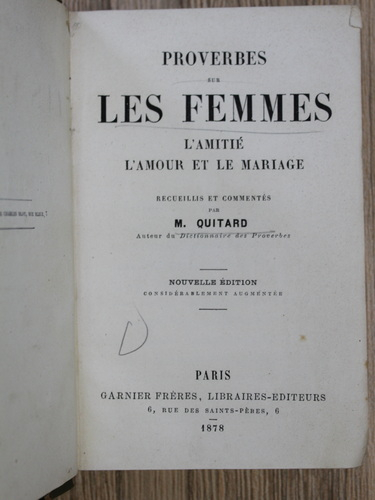 PROVERBES
SUR
LES FEMMES
L'AMITIÉ
L'AMOUR ET LE MARIAGE
RECUEILLIS ET COMMENTÉS
PAR
M. QUITARD
Auteur du Dictionnaire des Proverbes
NOUVELLE ÉDITION
CONSIDÉRABLEMENT AUGMENTÉE
PARIS
GARNIER FRÈRES, LIBRAIRES-EDITEURS
6, RUE DES SAINTS-PÈRES, 6
1878